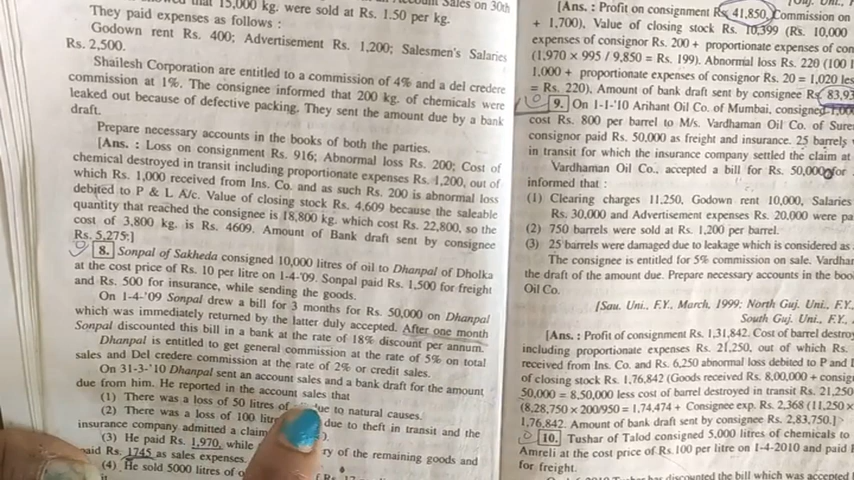 15,000 kg. were sold at Rs. 1.50 per kg.
They paid expenses as follows :
Godown rent Rs. 400; Advertisement Rs. 1,200; Salesmen's Salaries
Rs. 2,500.
Shailesh Corporation are entitled to a commission of 4% and a del credere
commission at 1%. The consignee informed that 200 kg. of chemicals were
leaked out because of defective packing. They sent the amount due by a bank
draft.
Prepare necessary accounts in the books of both the parties.
[Ans. : Loss on consignment Rs. 916; Abnormal loss Rs. 200; Cost of
chemical destroyed in transit including proportionate expenses Rs. 1,200, out of
which Rs. 1,000 received from Ins. Co. and as such Rs. 200 is abnormal loss
debited to P & L A/c. Value of closing stock Rs. 4,609 because the saleable
quantity that reached the consignee is 18,800 kg. which cost Rs. 22,800, so the
cost of 3,800 kg. is Rs. 4609. Amount of Bank draft sent by consignee
Rs. 5,275.]
8. Sonpal of Sakheda consigned 10,000 litres of oil to Dhanpal of Dholka
at the cost price of Rs. 10 per litre on 1-4-'09. Sonpal paid Rs. 1,500 for freight
and Rs. 500 for insurance, while sending the goods.
On 1-4-'09 Sonpal drew a bill for 3 months for Rs. 50,000 on Dhanpal
which was immediately returned by the latter duly accepted. After one month
Sonpal discounted this bill in a bank at the rate of 18% discount per annum.
Dhanpal is entitled to get general commission at the rate of 5% on total
sales and Del credere commission at the rate of 2% or credit sales.
On 31-3-'10 Dhanpal sent an account sales and a bank draft for the amount
due from him. He reported in the account sales that
(1) There was a loss of 50 litres of due to natural causes.
(2) There was a loss of 100 due to theft in transit and the
insurance company admitted a claim
(3) He paid Rs. 1,970, while of the remaining goods and
paid Rs. 1745 as sales expenses.
(4) He sold 5000 litres of
[Ans. : Profit on consignment Rs. 41,850, Commission on
+ 1,700), Value of closing stock Rs. 10,399 (Rs. 10,000
expenses of consignor Rs. 200 + proportionate expenses of con
(1,970 x 995 / 9,850 = Rs. 199). Abnormal loss Rs. 220 (100 l
1,000 + proportionate expenses of consignor Rs. 20 = 1,020 les
= Rs. 220), Amount of bank draft sent by consignee Rs. 83,93
9. On 1-1-'10 Arihant Oil Co. of Mumbai, consigned 1,000
cost Rs. 800 per barrel to M/s. Vardhaman Oil Co. of Sure
consignor paid Rs. 50,000 as freight and insurance. 25 barrels
in transit for which the insurance company settled the claim at
Vardhaman Oil Co., accepted a bill for Rs. 50,000 for
informed that :
(1) Clearing charges 11,250, Godown rent 10,000, Salaries
Rs. 30,000 and Advertisement expenses Rs. 20,000 were pa
(2) 750 barrels were sold at Rs. 1,200 per barrel.
(3) 25 barrels were damaged due to leakage which is considered as
The consignee is entitled for 5% commission on sale. Vardhar
the draft of the amount due. Prepare necessary accounts in the boo
Oil Co.
[Sau. Uni., F.Y., March, 1999; North Guj. Uni., F.Y.
South Guj. Uni., F.Y.
[Ans. : Profit of consignment Rs. 1,31,842. Cost of barrel destro
including proportionate expenses Rs. 21,250, out of which Rs.
received from Ins. Co. and Rs. 6,250 abnormal loss debited to P and L
of closing stock Rs. 1,76,842 (Goods received Rs. 8,00,000 + consig
50,000 = 8,50,000 less cost of barrel destroyed in transit Rs. 21,250
(8,28,750 x 200/950 = 1,74,474 + Consignee exp. Rs. 2,368 (11,250 x
1,76,842. Amount of bank draft sent by consignee Rs. 2,83,750.]
10. Tushar of Talod consigned 5,000 litres of chemicals to
Amreli at the cost price of Rs. 100 per litre on 1-4-2010 and paid
for freight.
discounted the bill which was accepted